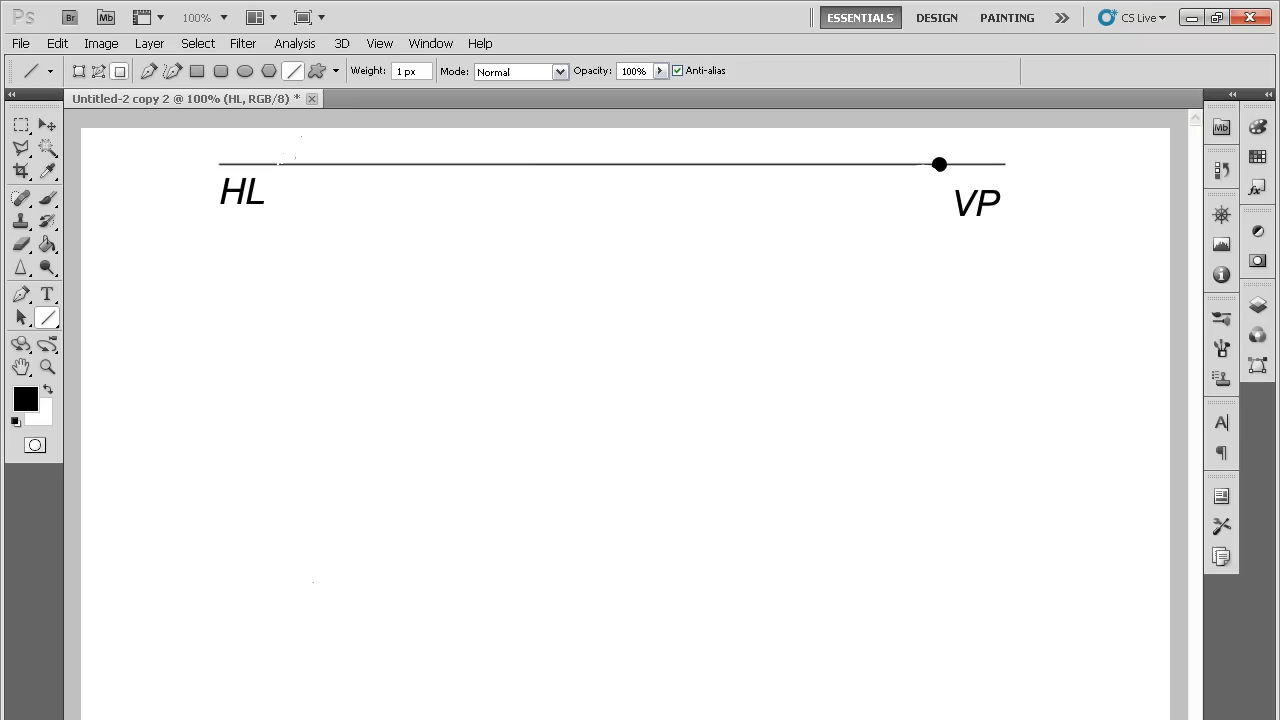 Ps Br Mb 100% ESSENTIALS DESIGN PAINTING CS Live
File Edit Image Layer Select Filter Analysis 3D View Window Help
Weight: 1 px Mode: Normal Opacity: 100% Anti-alias
Untitled-2 copy 2 @ 100% (HL, RGB/8) *
Mb
HL
VP